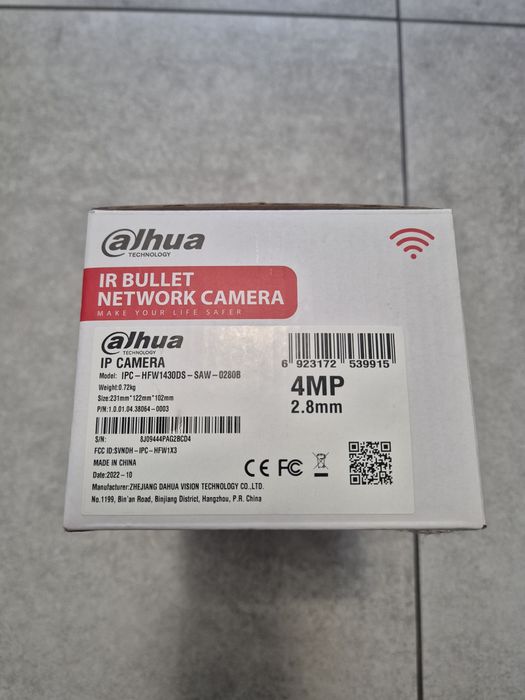 alhua
TECHNOLOGY
IR BULLET
NETWORK CAMERA
MAKE YOUR LIFE SAFER
alhua
TECHNOLOGY
IP CAMERA
Model: IPC-HFW1430DS-SAW-0280B
Weight:0.72kg
Size:231mm*122mm*102mm
P/N:1.0.01.04.38064-0003
6 923172 539915
4MP
2.8mm
S/N: 8J09444PAG2BCD4
FCC ID:SVNDH-IPC-HFW1X3
MADE IN CHINA
Date:2022-10
CE FC
Manufacturer:ZHEJIANG DAHUA VISION TECHNOLOGY CO.,LTD.
No.1199, Bin'an Road, Binjiang District, Hangzhou, P.R. China